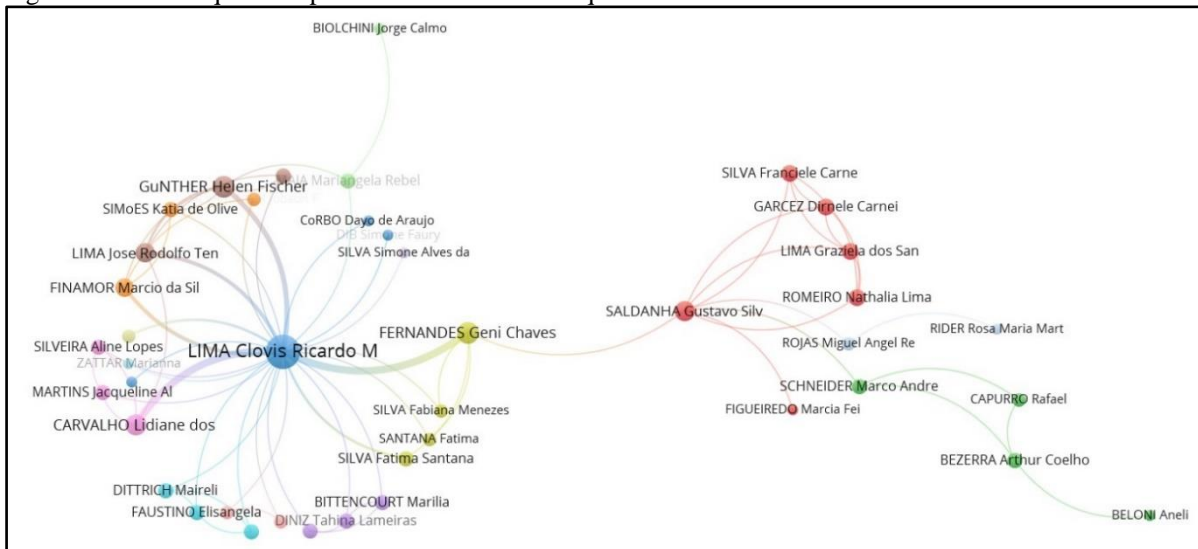 BIOLCHINI Jorge Calmo
GuNTHER Helen Fischer
Mariangela Rebel
SIMoES Katia de Olive
CoRBO Dayo de Araujo
DIB Simone Faury
SILVA Simone Alves da
LIMA Jose Rodolfo Ten
FINAMOR Marcio da Sil
SILVEIRA Aline Lopes
ZATTAR Marianna
MARTINS Jacqueline Al
CARVALHO Lidiane dos
LIMA Clovis Ricardo M
FERNANDES Geni Chaves
SILVA Fabiana Menezes
SANTANA Fatima
SILVA Fatima Santana
DITTRICH Maireli
FAUSTINO Elisangela
BITTENCOURT Marilia
DINIZ Tahina Lameiras
SILVA Franciele Carne
GARCEZ Dirnele Carnei
LIMA Graziela dos San
ROMEIRO Nathalia Lima
SALDANHA Gustavo Silv
RIDER Rosa Maria Mart
ROJAS Miguel Angel Re
SCHNEIDER Marco Andre
CAPURRO Rafael
FIGUEIREDO Marcia Fei
BEZERRA Arthur Coelho
BELONI Aneli